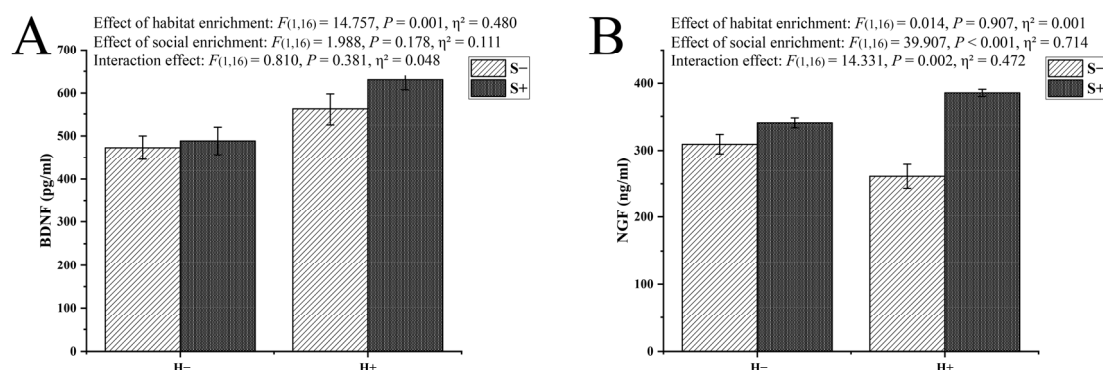 A
Effect of habitat enrichment: F(1,16) = 14.757, P = 0.001, η² = 0.480
Effect of social enrichment: F(1,16) = 1.988, P = 0.178, η² = 0.111
Interaction effect: F(1,16) = 0.810, P = 0.381, η² = 0.048
S−
S+
700
600
500
400
300
200
100
0
BDNF (pg/ml)
H−
H+
B
Effect of habitat enrichment: F(1,16) = 0.014, P = 0.907, η² = 0.001
Effect of social enrichment: F(1,16) = 39.907, P < 0.001, η² = 0.714
Interaction effect: F(1,16) = 14.331, P = 0.002, η² = 0.472
S−
S+
400
300
200
100
0
NGF (ng/ml)
H−
H+